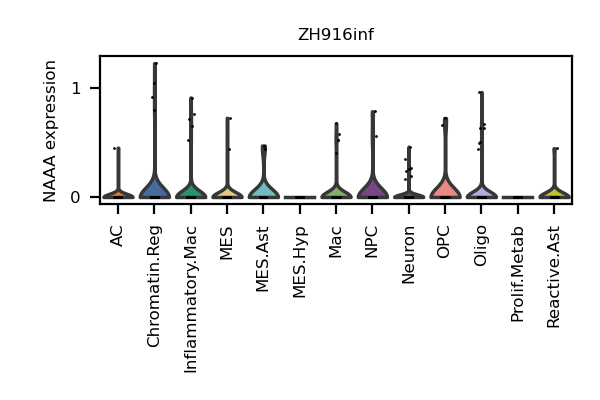 ZH916inf
NAAA expression
1
0
AC
Chromatin.Reg
Inflammatory.Mac
MES
MES.Ast
MES.Hyp
Mac
NPC
Neuron
OPC
Oligo
Prolif.Metab
Reactive.Ast